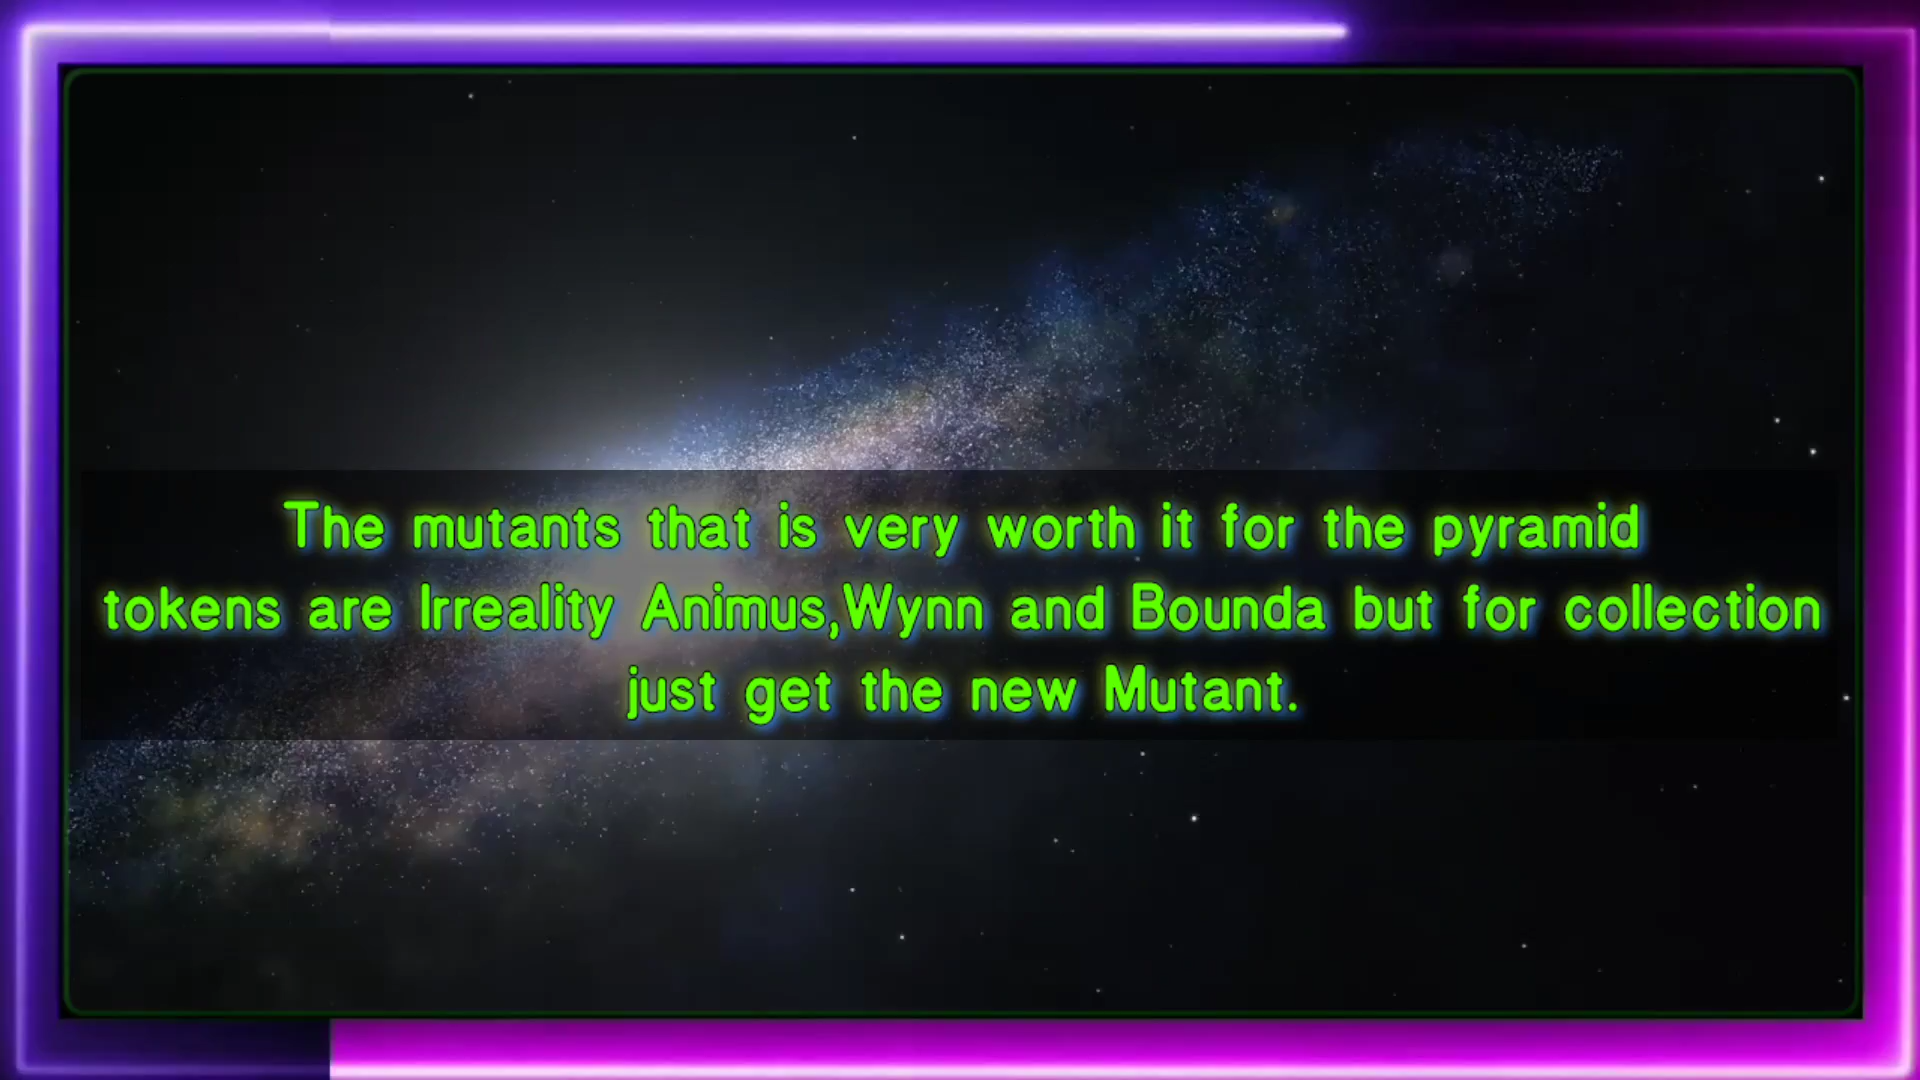 The mutants that is very worth it for the pyramid
tokens are Irreality Animus,Wynn and Bounda but for collection
just get the new Mutant.